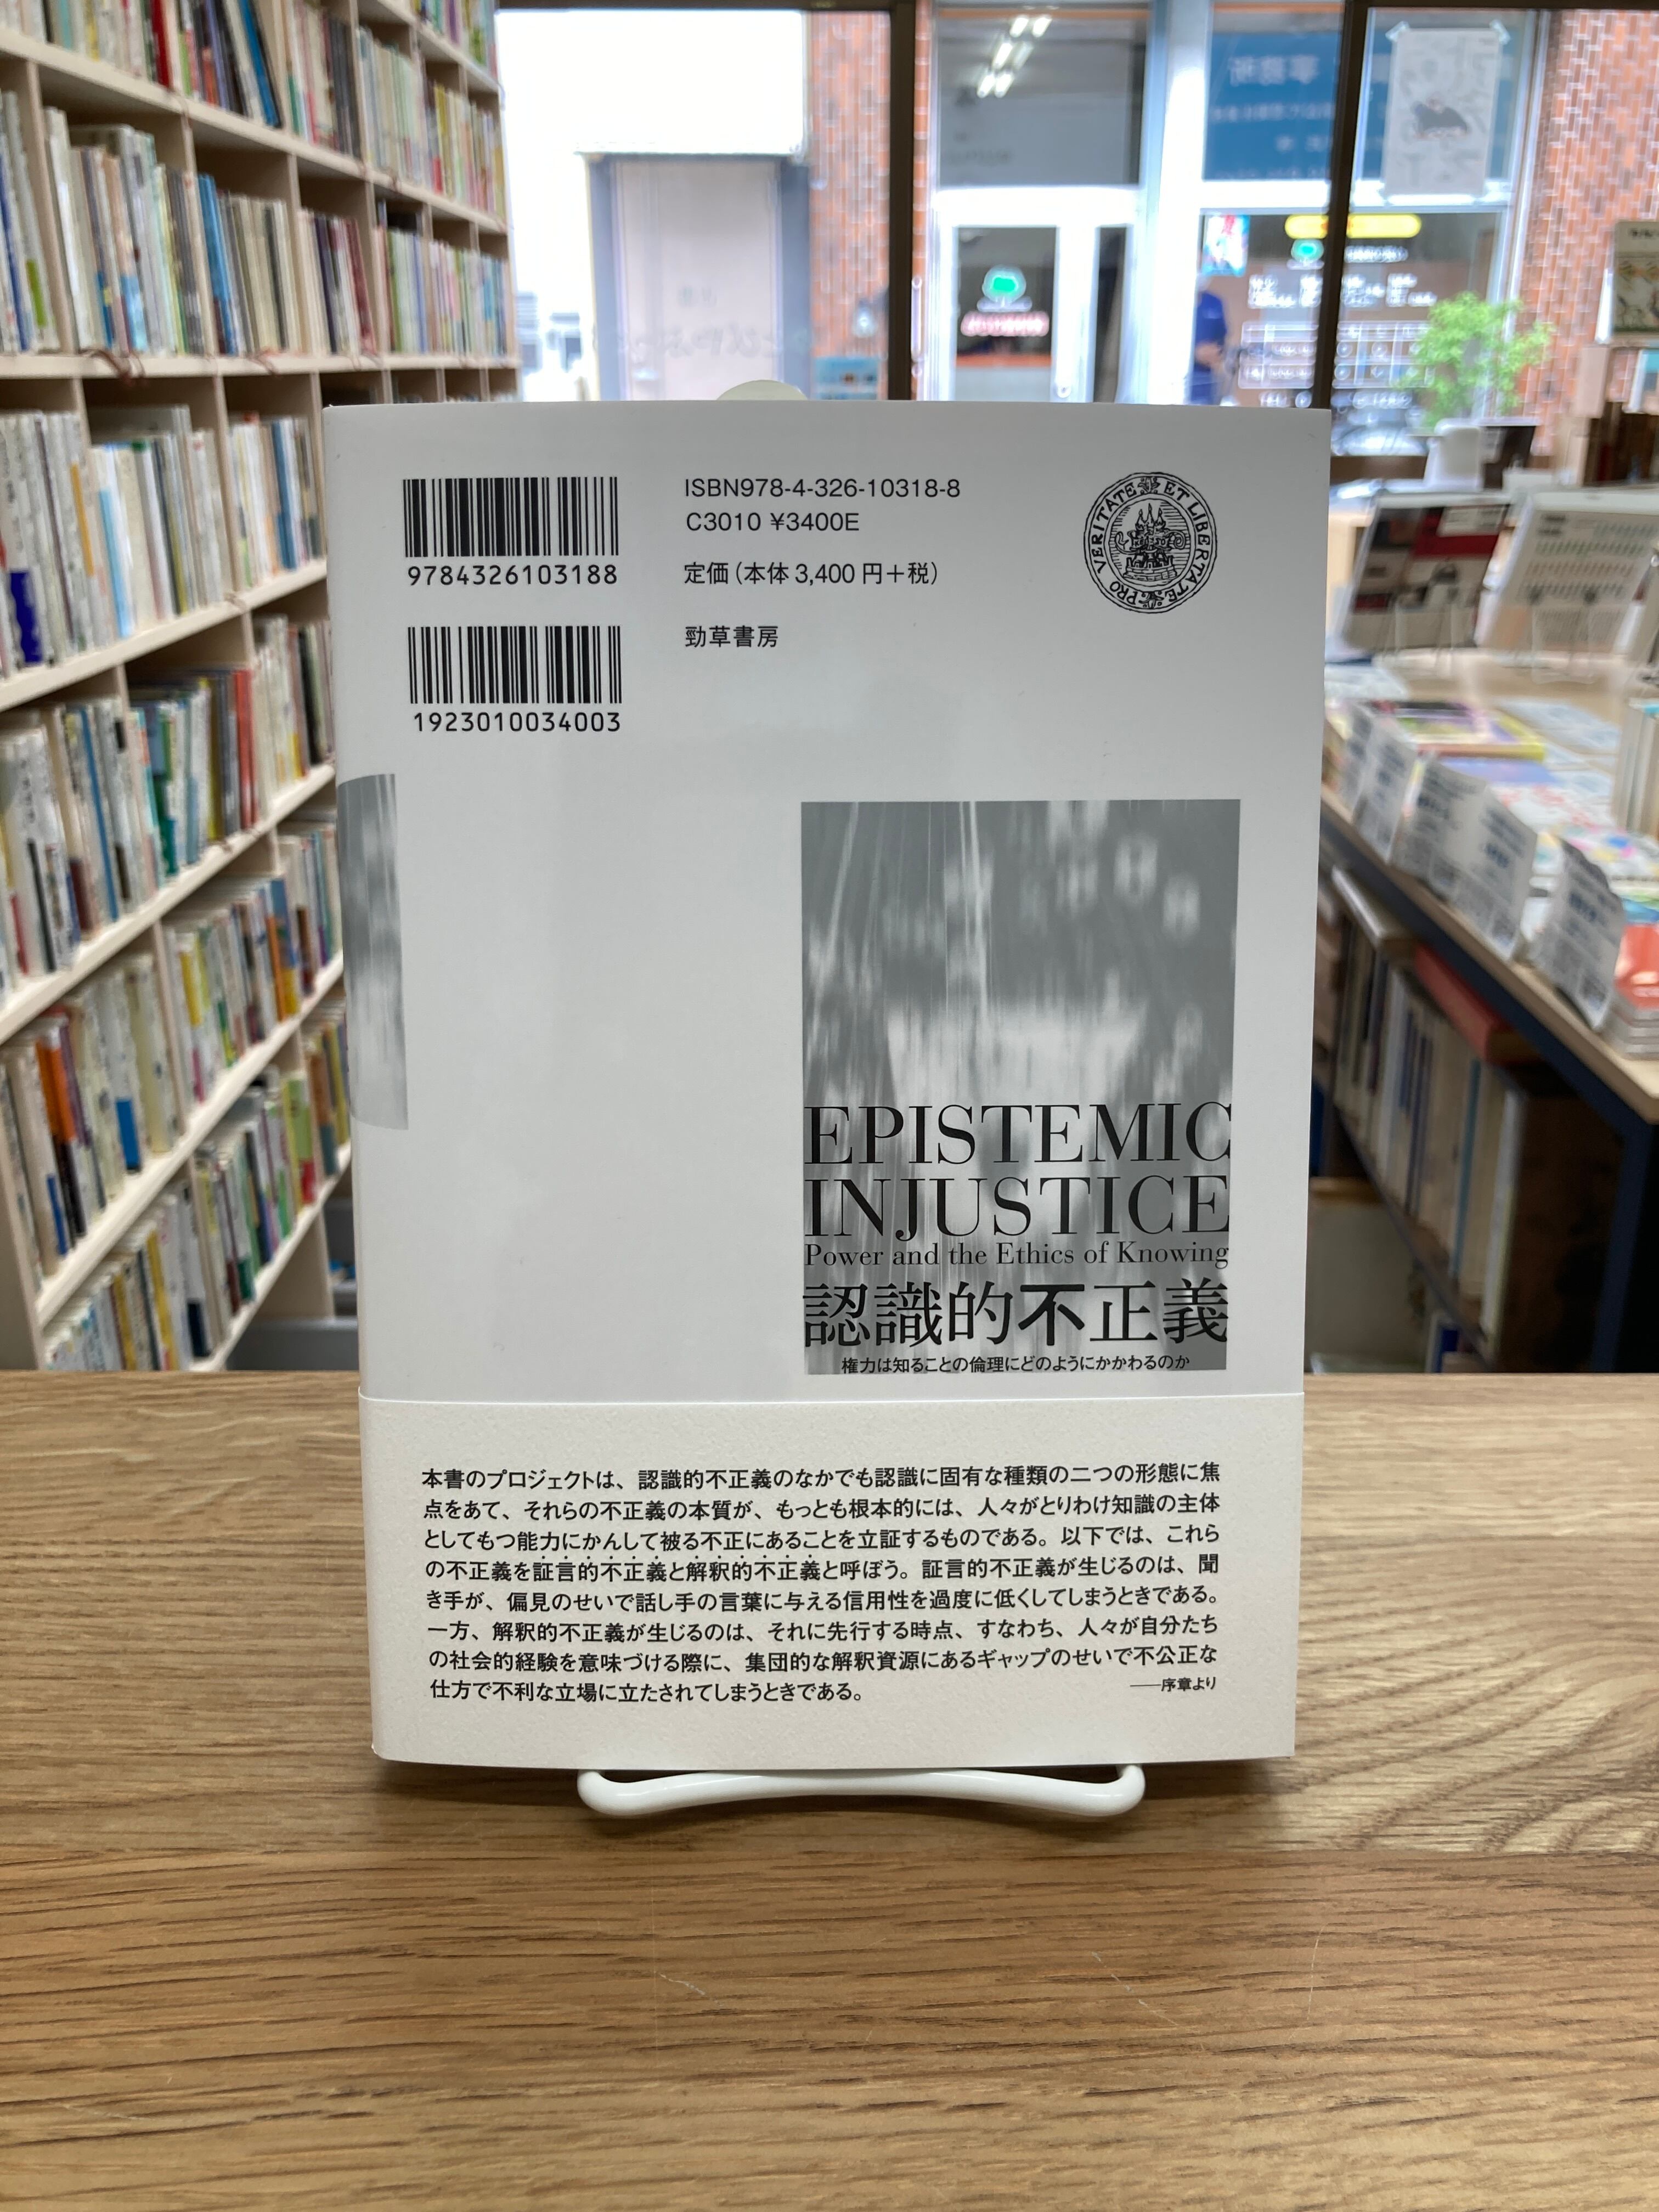 9784326103188
1923010034003
ISBN978-4-326-10318-8
C3010 ¥3400E
定価(本体 3,400 円+税)
勁草書房
PRO VERITATE ET LIBERTATE
EPISTEMIC
INJUSTICE
Power and the Ethics of Knowing
認識的不正義
権力は知ることの倫理にどのようにかかわるのか
本書のプロジェクトは、認識的不正義のなかでも認識に固有な種類の二つの形態に焦
点をあて、それらの不正義の本質が、もっとも根本的には、人々がとりわけ知識の主体
としてもつ能力にかんして被る不正にあることを立証するものである。以下では、これら
の不正義を証言的不正義と解釈的不正義と呼ぼう。証言的不正義が生じるのは、聞
き手が、偏見のせいで話し手の言葉に与える信用性を過度に低くしてしまうときである。
一方、解釈的不正義が生じるのは、それに先行する時点、すなわち、人々が自分たち
の社会的経験を意味づける際に、集団的な解釈資源にあるギャップのせいで不公正な
仕方で不利な立場に立たされてしまうときである。
――序章より